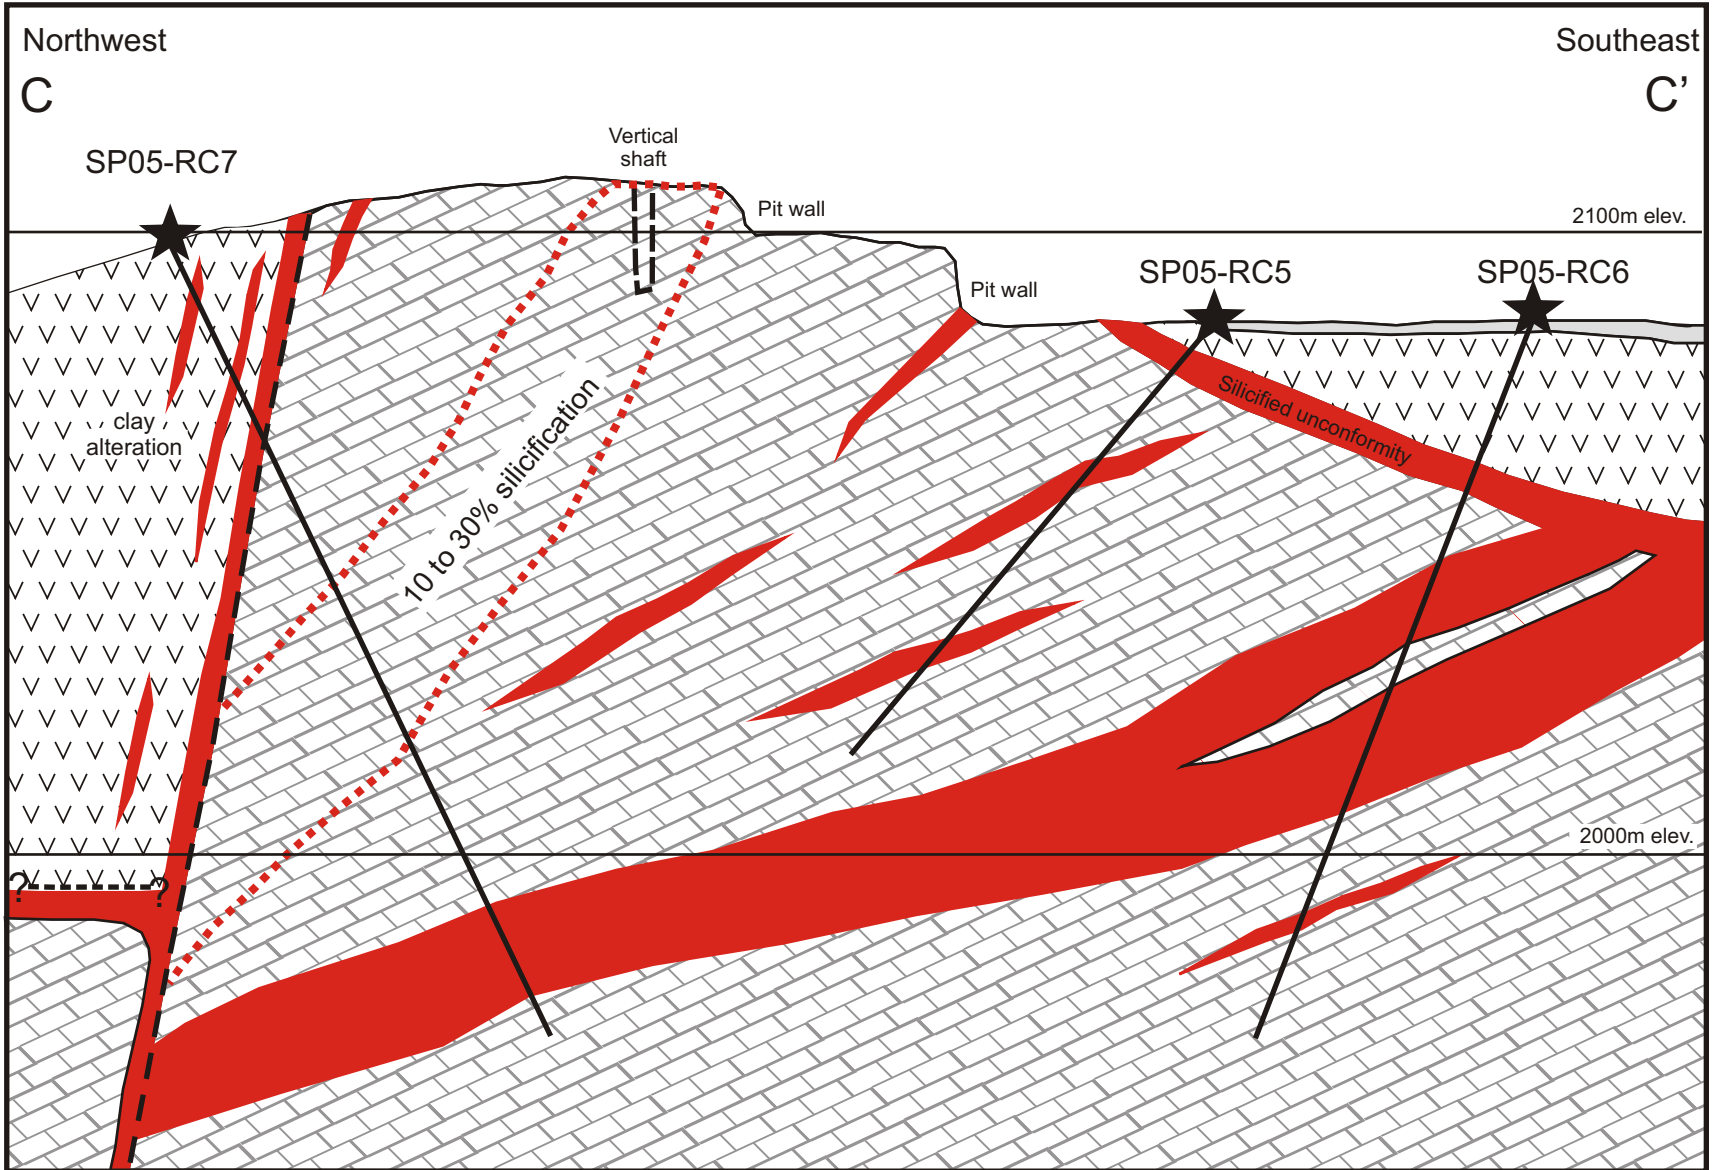 Northwest
Southeast
C
C’
Vertical
shaft
SP05-RC7
Pit wall
2100m elev.
SP05-RC5
SP05-RC6
Pit wall
Silicified unconformity
clay
alteration
10 to 30% silicification
2000m elev.
?
?